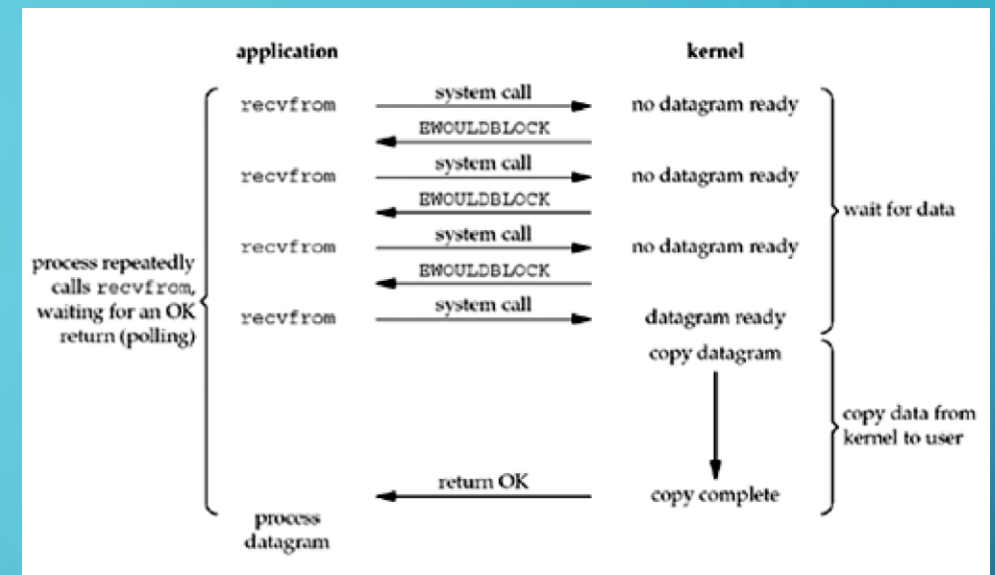 application
kernel
recvfrom
system call
no datagram ready
EWOULDBLOCK
recvfrom
system call
no datagram ready
EWOULDBLOCK
recvfrom
system call
no datagram ready
EWOULDBLOCK
recvfrom
system call
datagram ready
wait for data
process repeatedly
calls recvfrom,
waiting for an OK
return (polling)
copy datagram
copy data from
kernel to user
return OK
copy complete
process
datagram